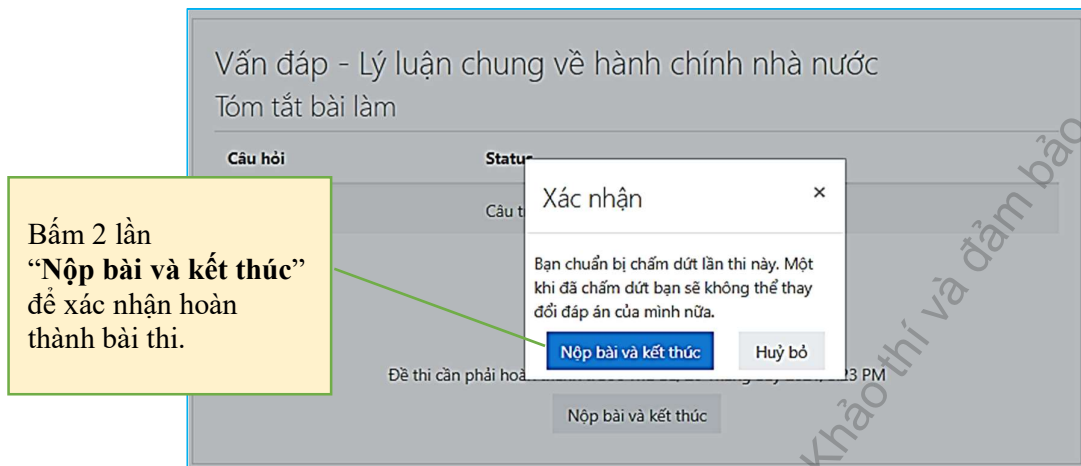 Vấn đáp - Lý luận chung về hành chính nhà nước
Tóm tắt bài làm
Câu hỏi Status
Câu t
Xác nhận ×
Bạn chuẩn bị chấm dứt lần thi này. Một
khi đã chấm dứt bạn sẽ không thể thay
đổi đáp án của mình nữa.
Nộp bài và kết thúc Huỷ bỏ
Đề thi cần phải PM
Nộp bài và kết thúc
Bấm 2 lần
“Nộp bài và kết thúc”
để xác nhận hoàn
thành bài thi.
Khảo thí và đảm bảo